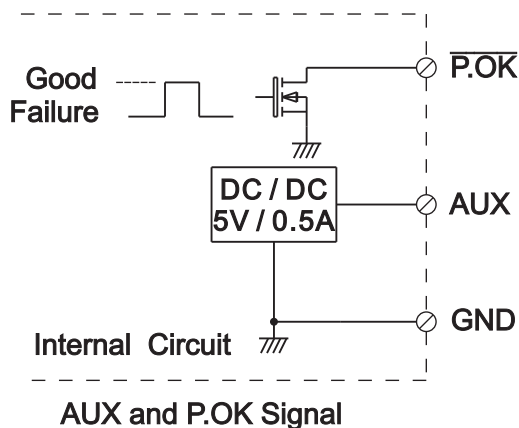 Good
Failure
P.OK
DC / DC
5V / 0.5A
AUX
GND
Internal Circuit
AUX and P.OK Signal